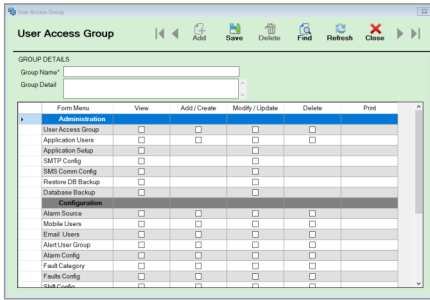 User Access Group
User Access Group
Add
Save
Delete
Find
Refresh
Close
GROUP DETAILS
Group Name*
Group Detail
Form Menu View Add / Create Modify / Update Delete Print
Administration
User Access Group
Application Users
Application Setup
SMTP Config
SMS Comm Config
Restore DB Backup
Database Backup
Configuration
Alarm Source
Mobile Users
Email Users
Alert User Group
Alarm Config
Fault Category
Faults Config
Shift Config